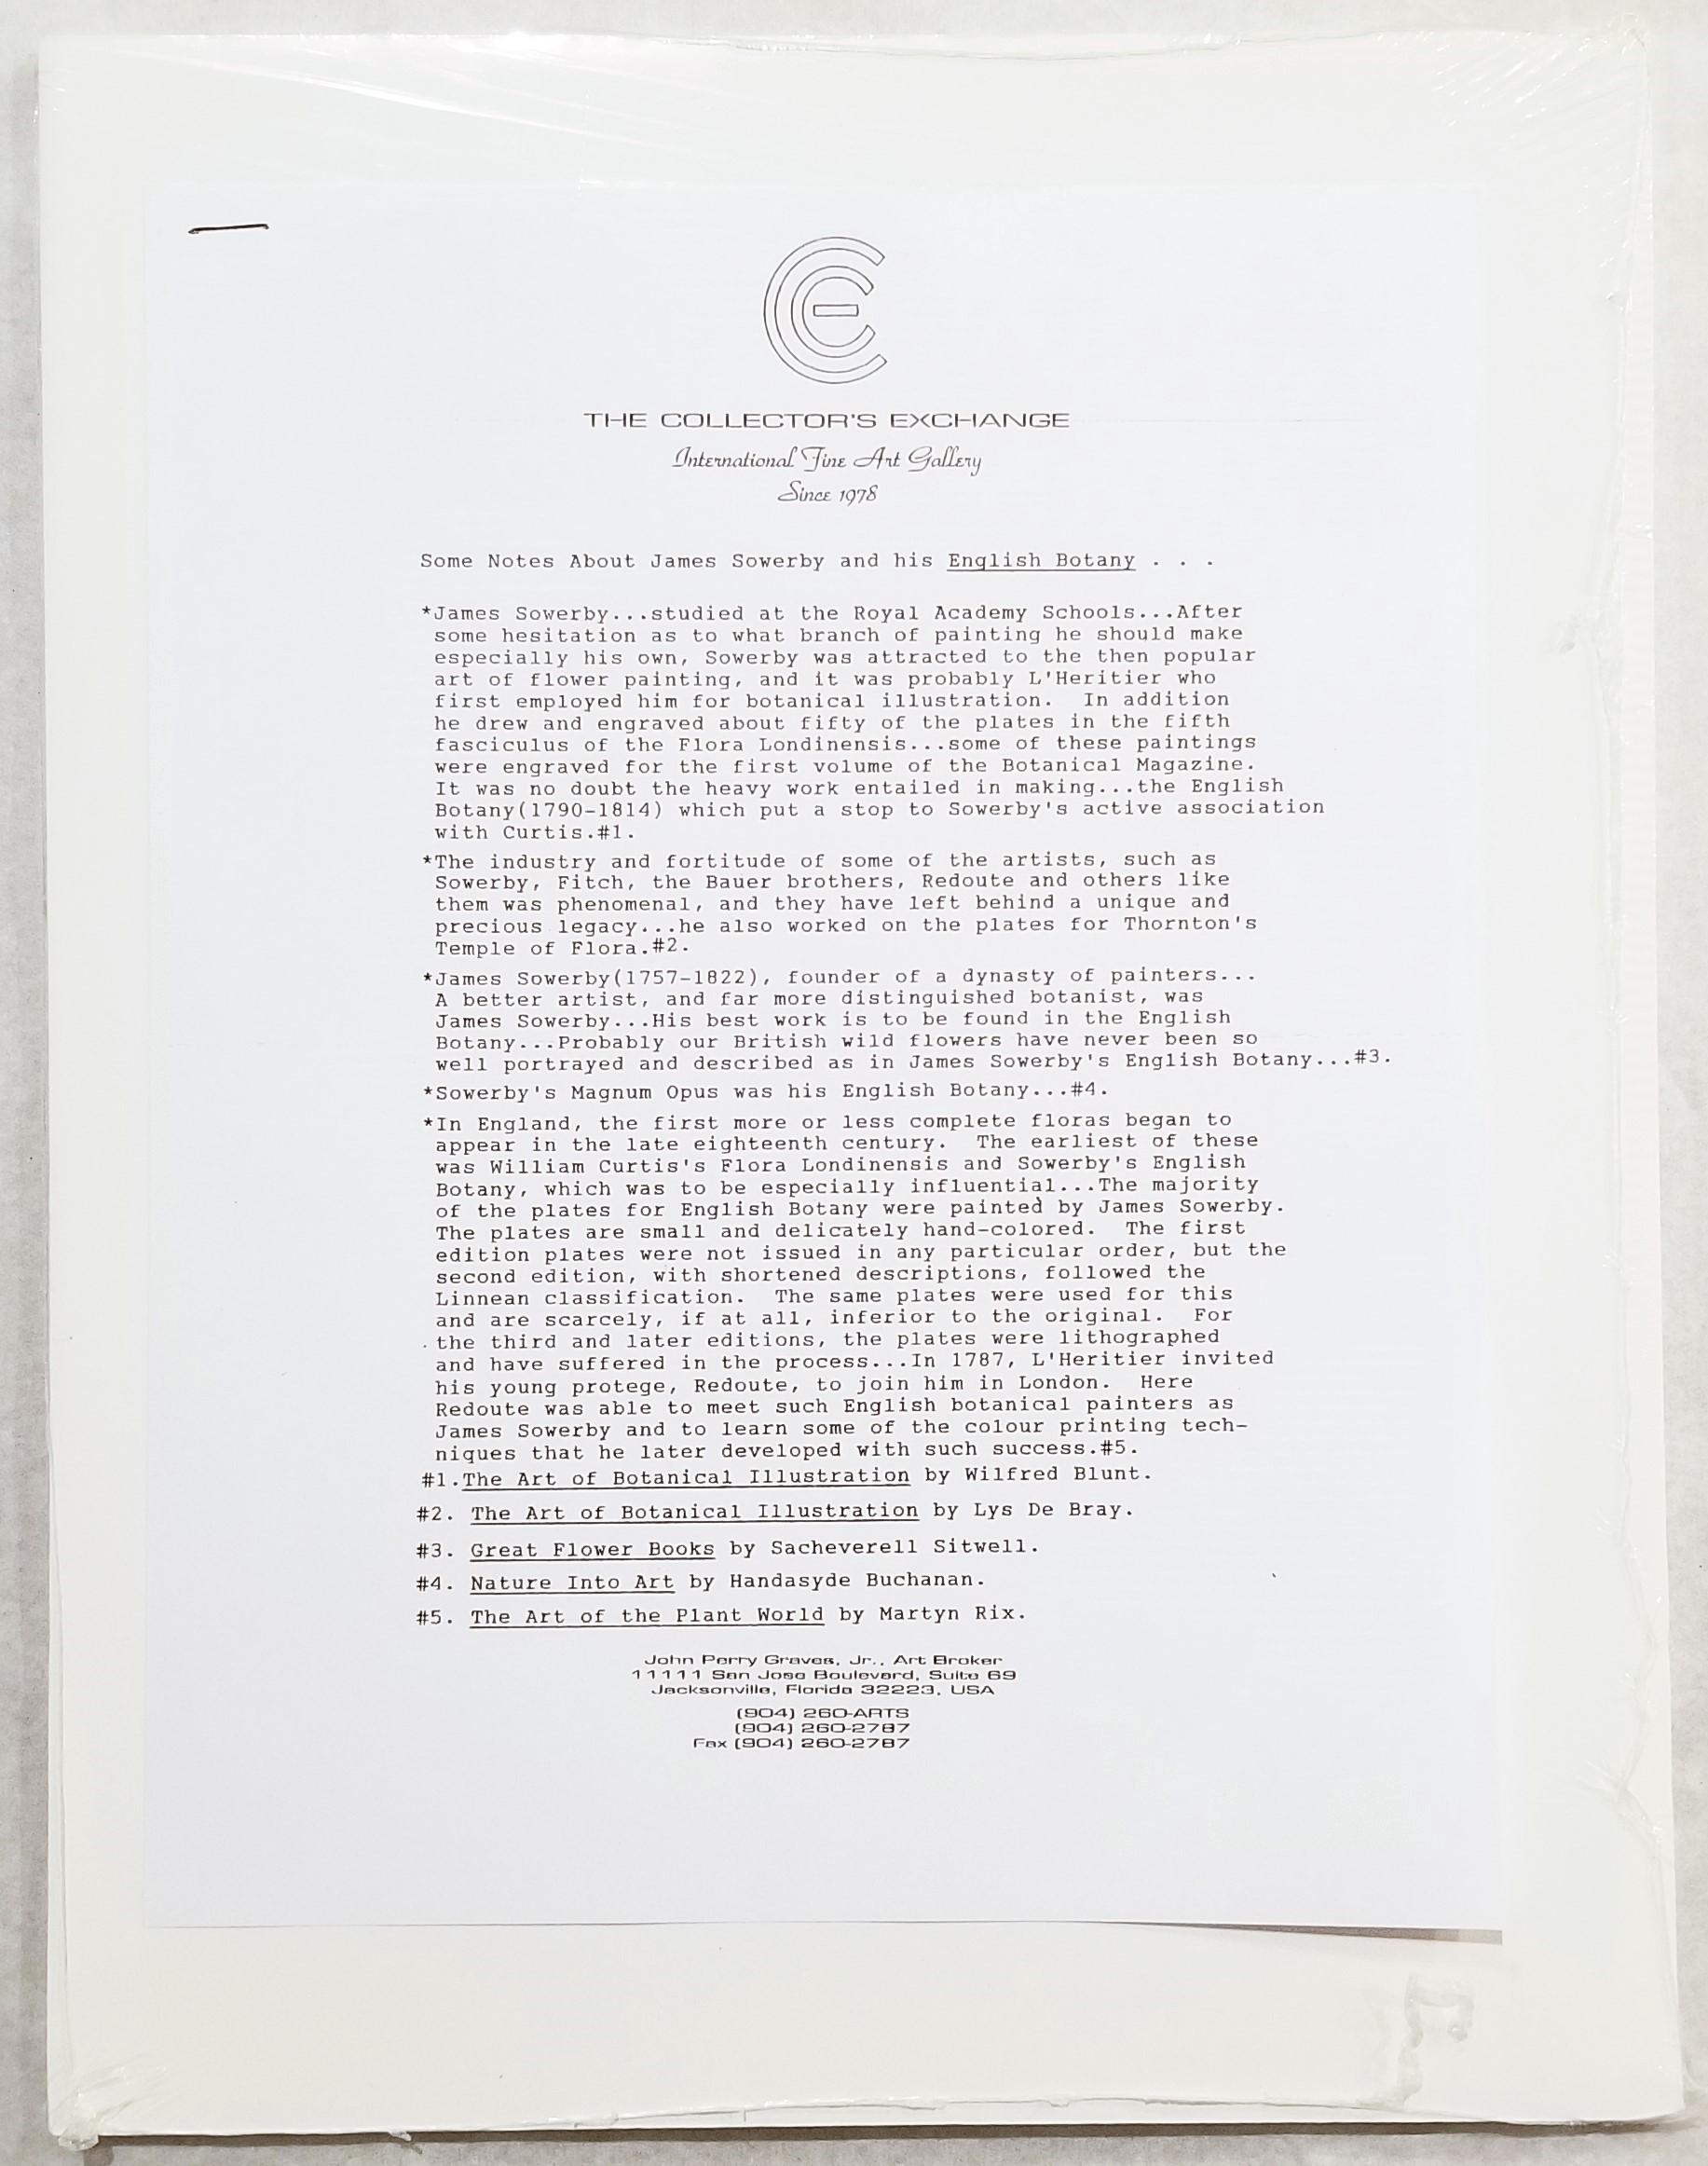 THE COLLECTOR'S EXCHANGE
International Fine Art Gallery
Since 1978
Some Notes About James Sowerby and his English Botany . . .
*James Sowerby...studied at the Royal Academy Schools...After
some hesitation as to what branch of painting he should make
especially his own, Sowerby was attracted to the then popular
art of flower painting, and it was probably L'Heritier who
first employed him for botanical illustration. In addition
he drew and engraved about fifty of the plates in the fifth
fasciculus of the Flora Londinensis...some of these paintings
were engraved for the first volume of the Botanical Magazine.
It was no doubt the heavy work entailed in making...the English
Botany(1790-1814) which put a stop to Sowerby's active association
with Curtis.#1.
*The industry and fortitude of some of the artists, such as
Sowerby, Fitch, the Bauer brothers, Redoute and others like
them was phenomenal, and they have left behind a unique and
precious legacy...he also worked on the plates for Thornton's
Temple of Flora.#2.
*James Sowerby(1757-1822), founder of a dynasty of painters...
A better artist, and far more distinguished botanist, was
James Sowerby...His best work is to be found in the English
Botany...Probably our British wild flowers have never been so
well portrayed and described as in James Sowerby's English Botany...#3.
*Sowerby's Magnum Opus was his English Botany...#4.
*In England, the first more or less complete floras began to
appear in the late eighteenth century. The earliest of these
was William Curtis's Flora Londinensis and Sowerby's English
Botany, which was to be especially influential...The majority
of the plates for English Botany were painted by James Sowerby.
The plates are small and delicately hand-colored. The first
edition plates were not issued in any particular order, but the
second edition, with shortened descriptions, followed the
Linnean classification. The same plates were used for this
and are scarcely, if at all, inferior to the original. For
the third and later editions, the plates were lithographed
and have suffered in the process...In 1787, L'Heritier invited
his young protege, Redoute, to join him in London. Here
Redoute was able to meet such English botanical painters as
James Sowerby and to learn some of the colour printing tech-
niques that he later developed with such success.#5.
#1.The Art of Botanical Illustration by Wilfred Blunt.
#2. The Art of Botanical Illustration by Lys De Bray.
#3. Great Flower Books by Sacheverell Sitwell.
#4. Nature Into Art by Handasyde Buchanan.
#5. The Art of the Plant World by Martyn Rix.
John Perry Graves, Jr., Art Broker
11111 San Jose Boulevard, Suite 69
Jacksonville, Florida 32223, USA
(904) 260-ARTS
(904) 260-2787
Fax (904) 260-2787